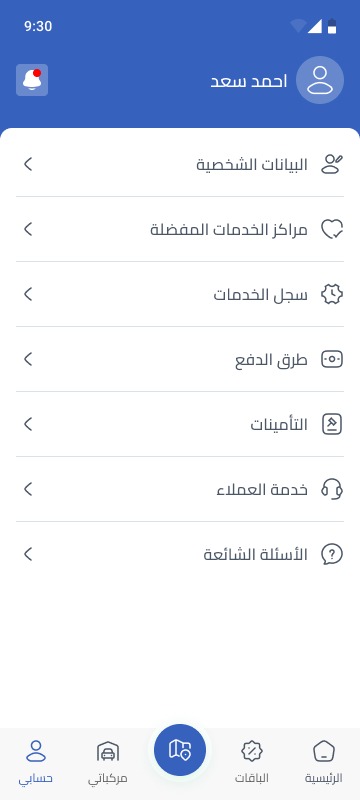 9:30
احمد سعد
البيانات الشخصية
مراكز الخدمات المفضلة
سجل الخدمات
طرق الدفع
التأمينات
خدمة العملاء
الأسئلة الشائعة
الرئيسية
الباقات
مركباتي
حسابي